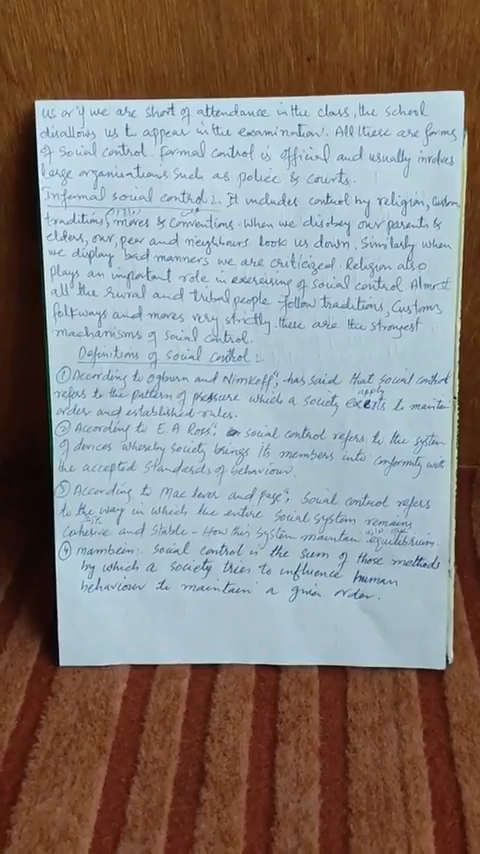 us or if we are short of attendance in the class, the school
disallows us to appear in the examination. All these are forms
of Social control. Formal control is official and usually involves
large organisations such as police & courts.
Informal social control :. It includes control by religion, Custom
traditions, mores & Conventions. When we disobey our parents &
elders, our, peer and neighbours look us down, Similarly when
we display bad manners we are criticized. Religion also
plays an important role in exercising of social control. Almost
all the rural and tribal people follow traditions, Customs,
folkways and mores very strictly. these are the strongest
mechanisms of Social control.
Definitions of Social control :
① According to Ogburn and Nimkoff", has said that social control
apply
refers to the pattern of pressure which a society exerts to maintain
order and established rules.
② According to E. A Ross", social control refers to the system
of devices whereby society brings its members into conformity with
the accepted standards of behaviour.
③ According to Mac Iver and page", Social control refers
to the way in which the entire Social System remains
Cohesive and Stable - How this System maintain equilibrium
④ mamhein:. Social control is the sum of those methods
by which a society tries to influence human
behaviour to maintain a given order.